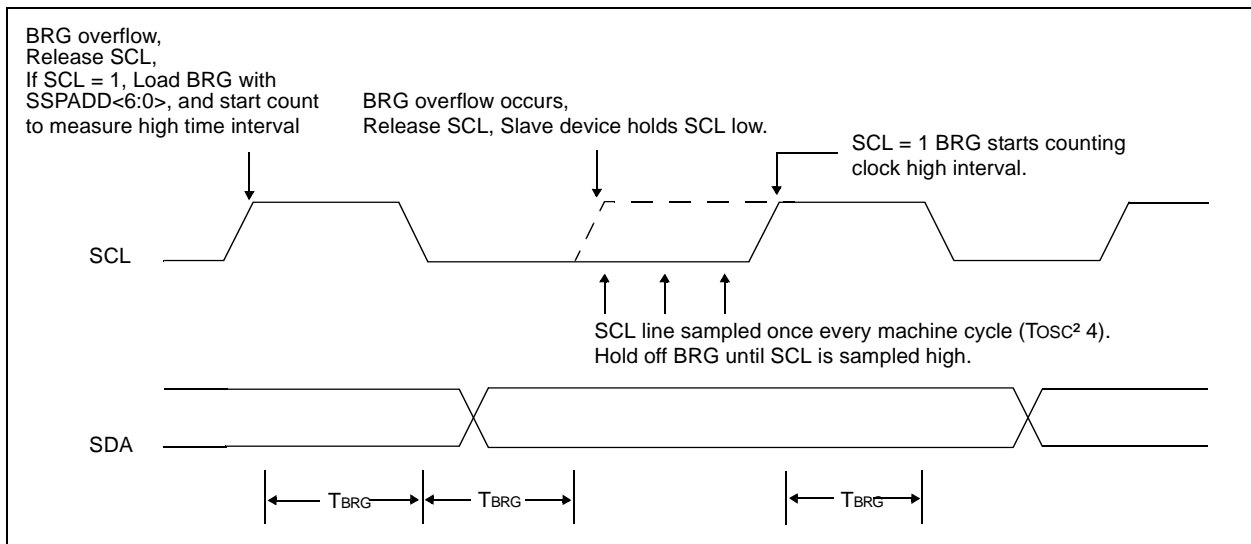 BRG overflow,
Release SCL,
If SCL = 1, Load BRG with
SSPADD<6:0>, and start count
to measure high time interval
BRG overflow occurs,
Release SCL, Slave device holds SCL low.
SCL = 1 BRG starts counting
clock high interval.
SCL
SCL line sampled once every machine cycle (TOSC² 4).
Hold off BRG until SCL is sampled high.
SDA
TBRG
TBRG
TBRG